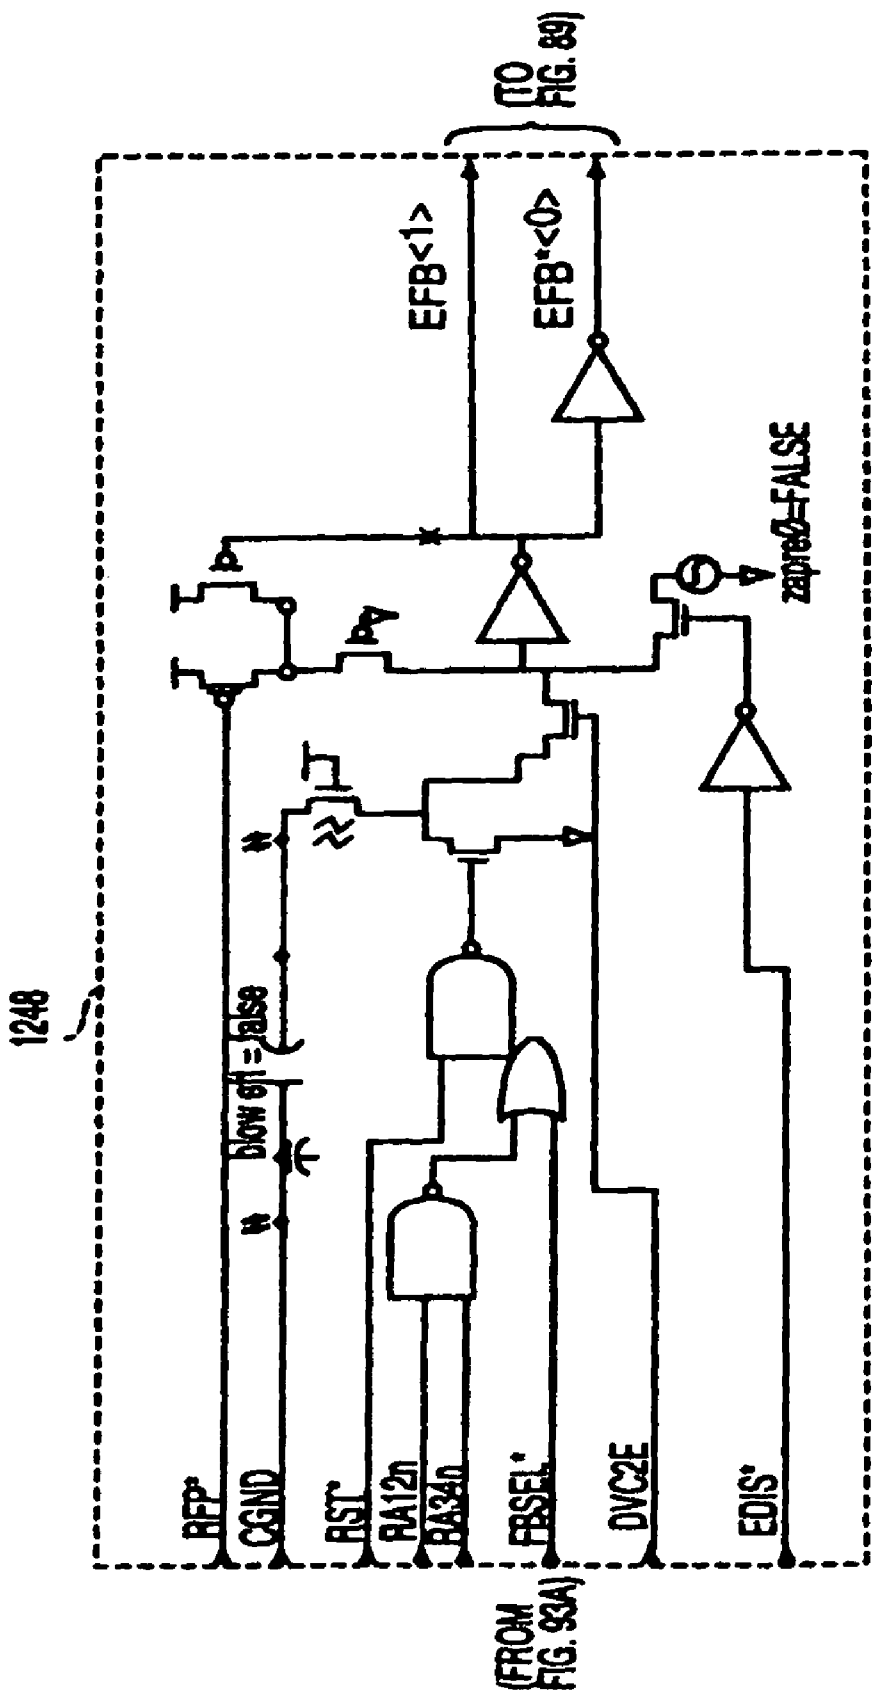 1248
(FROM
FIG. 93A)
RFP*
CGND
RST*
RA12n
RA34n
FBSEL*
DVC2E
EDIS*
blow en = false
EFB<1>
EFB*<0>
(TO
FIG. 89)